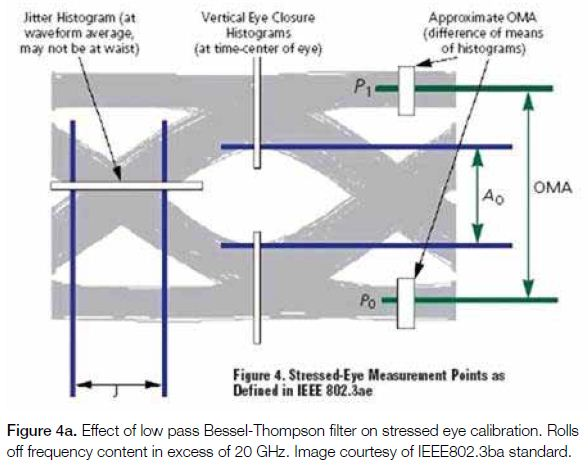 Jitter Histogram (at
waveform average,
may not be at waist)
Vertical Eye Closure
Histograms
(at time-center of eye)
Approximate OMA
(difference of means
of histograms)
P1
AO
OMA
PO
J
Figure 4. Stressed-Eye Measurement Points as
Defined in IEEE 802.3ae
Figure 4a. Effect of low pass Bessel-Thompson filter on stressed eye calibration. Rolls
off frequency content in excess of 20 GHz. Image courtesy of IEEE802.3ba standard.